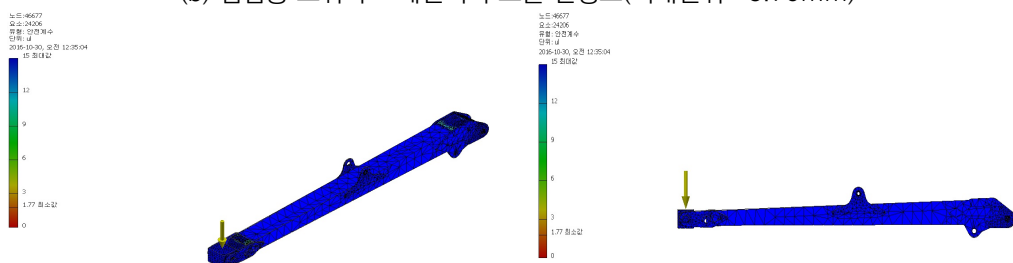 노드:46677
요소:24206
유형: 안전계수
단위: ul
2016-10-30, 오전 12:35:04
15 최대값
12
9
6
3
1.77 최소값
0
노드:46677
요소:24206
유형: 안전계수
단위: ul
2016-10-30, 오전 12:35:04
15 최대값
12
9
6
3
1.77 최소값
0